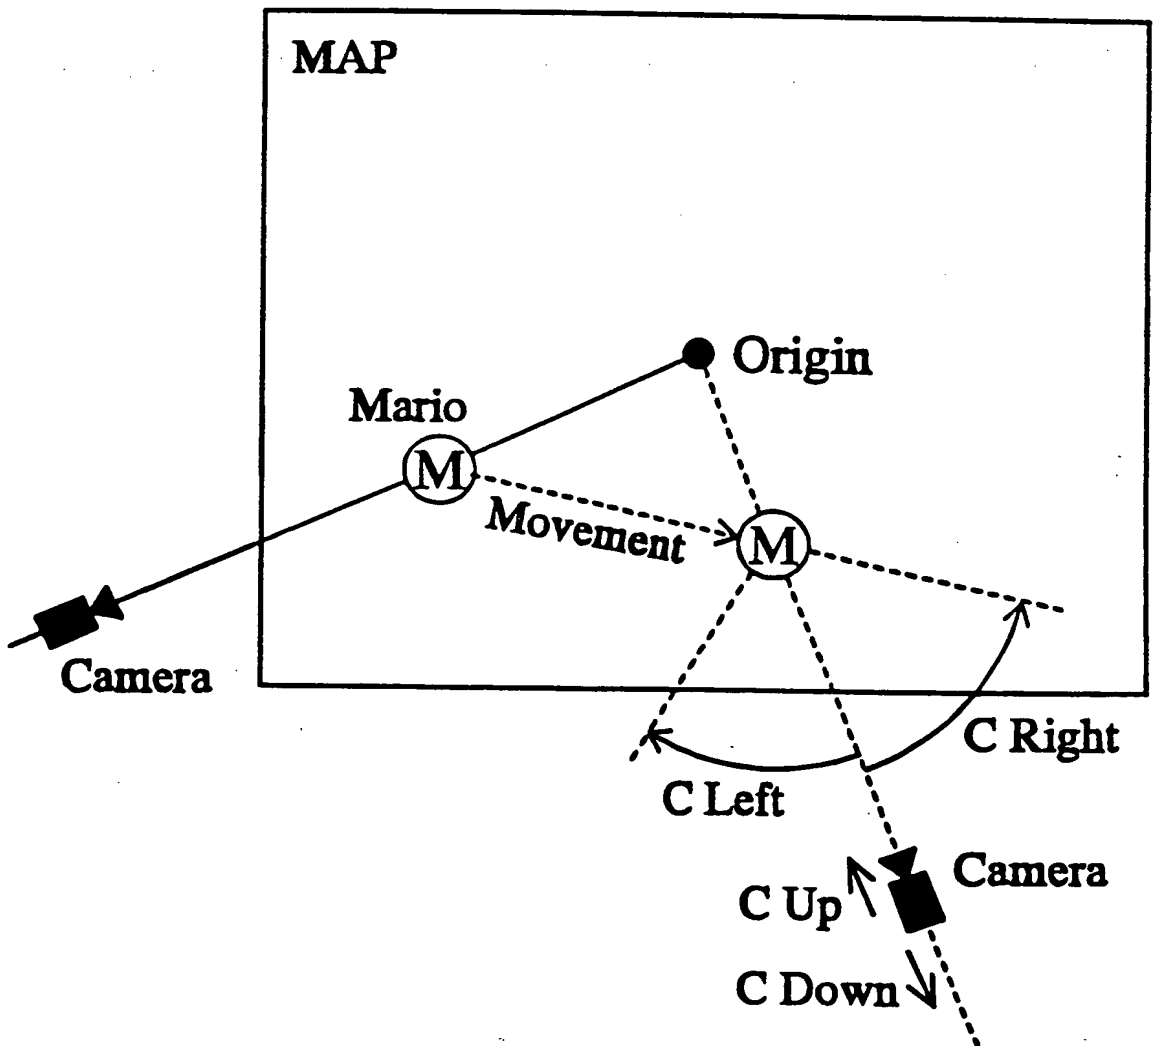 MAP
Origin
Mario
M
Movement
M
Camera
C Right
C Left
Camera
C Up
C Down